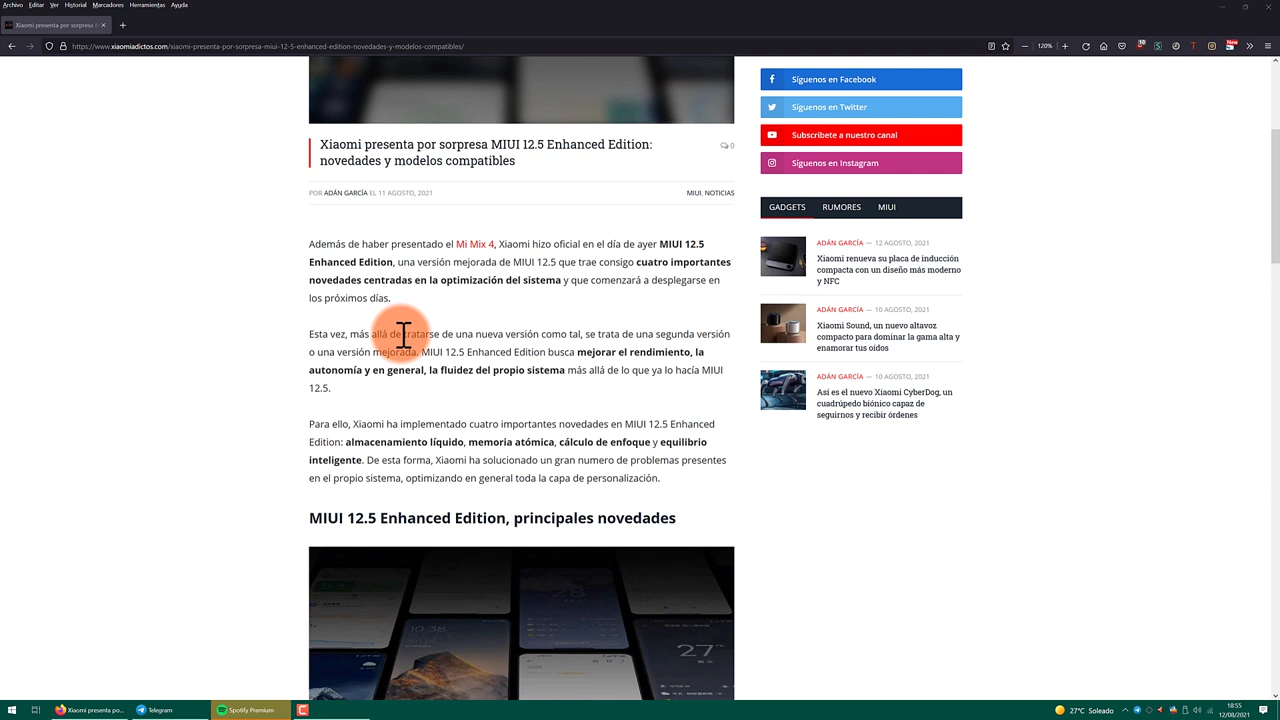 Archivo Editar Ver Historial Marcadores Herramientas Ayuda
Xiaomi presenta por sorpresa M
https://www.xiaomiadictos.com/xiaomi-presenta-por-sorpresa-miui-12-5-enhanced-edition-novedades-y-modelos-compatibles/
120%
10
New
Xiaomi presenta por sorpresa MIUI 12.5 Enhanced Edition:
novedades y modelos compatibles
0
POR ADÁN GARCÍA EL 11 AGOSTO, 2021
MIUI, NOTICIAS
Además de haber presentado el Mi Mix 4, Xiaomi hizo oficial en el día de ayer MIUI 12.5
Enhanced Edition, una versión mejorada de MIUI 12.5 que trae consigo cuatro importantes
novedades centradas en la optimización del sistema y que comenzará a desplegarse en
los próximos días.
Esta vez, más allá de tratarse de una nueva versión como tal, se trata de una segunda versión
o una versión mejorada. MIUI 12.5 Enhanced Edition busca mejorar el rendimiento, la
autonomía y en general, la fluidez del propio sistema más allá de lo que ya lo hacía MIUI
12.5.
Para ello, Xiaomi ha implementado cuatro importantes novedades en MIUI 12.5 Enhanced
Edition: almacenamiento líquido, memoria atómica, cálculo de enfoque y equilibrio
inteligente. De esta forma, Xiaomi ha solucionado un gran numero de problemas presentes
en el propio sistema, optimizando en general toda la capa de personalización.
MIUI 12.5 Enhanced Edition, principales novedades
10:38
28
27°
Síguenos en Facebook
Síguenos en Twitter
Subscribete a nuestro canal
Síguenos en Instagram
GADGETS RUMORES MIUI
ADÁN GARCÍA — 12 AGOSTO, 2021
Xiaomi renueva su placa de inducción
compacta con un diseño más moderno
y NFC
ADÁN GARCÍA — 10 AGOSTO, 2021
Xiaomi Sound, un nuevo altavoz
compacto para dominar la gama alta y
enamorar tus oídos
ADÁN GARCÍA — 10 AGOSTO, 2021
Así es el nuevo Xiaomi CyberDog, un
cuadrúpedo biónico capaz de
seguirnos y recibir órdenes
Xiaomi presenta po...
Telegram
Spotify Premium
27°C Soleado
18:55
12/08/2021